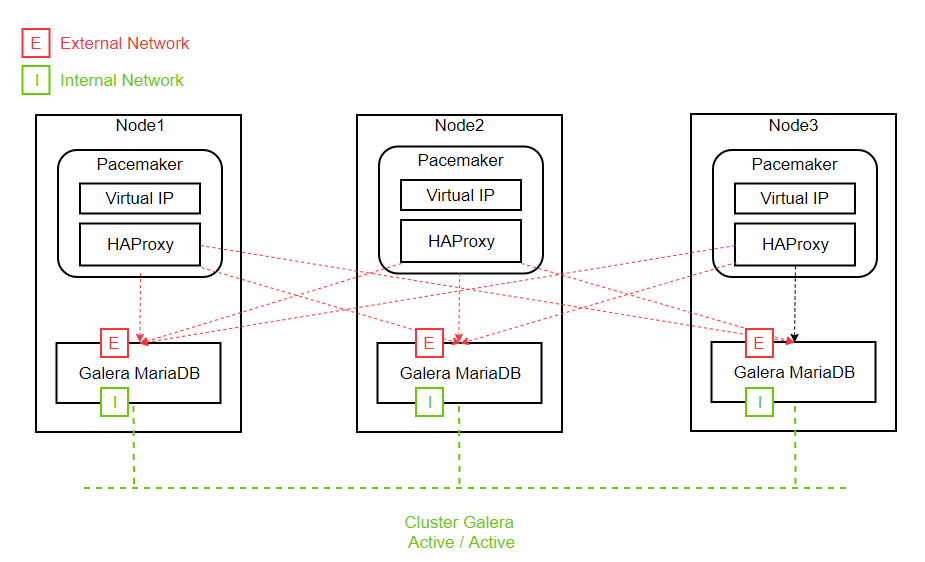 E External Network
I Internal Network
Node1
Pacemaker
Virtual IP
HAProxy
E
Galera MariaDB
I
Node2
Pacemaker
Virtual IP
HAProxy
E
Galera MariaDB
I
Node3
Pacemaker
Virtual IP
HAProxy
E
Galera MariaDB
I
Cluster Galera
Active / Active